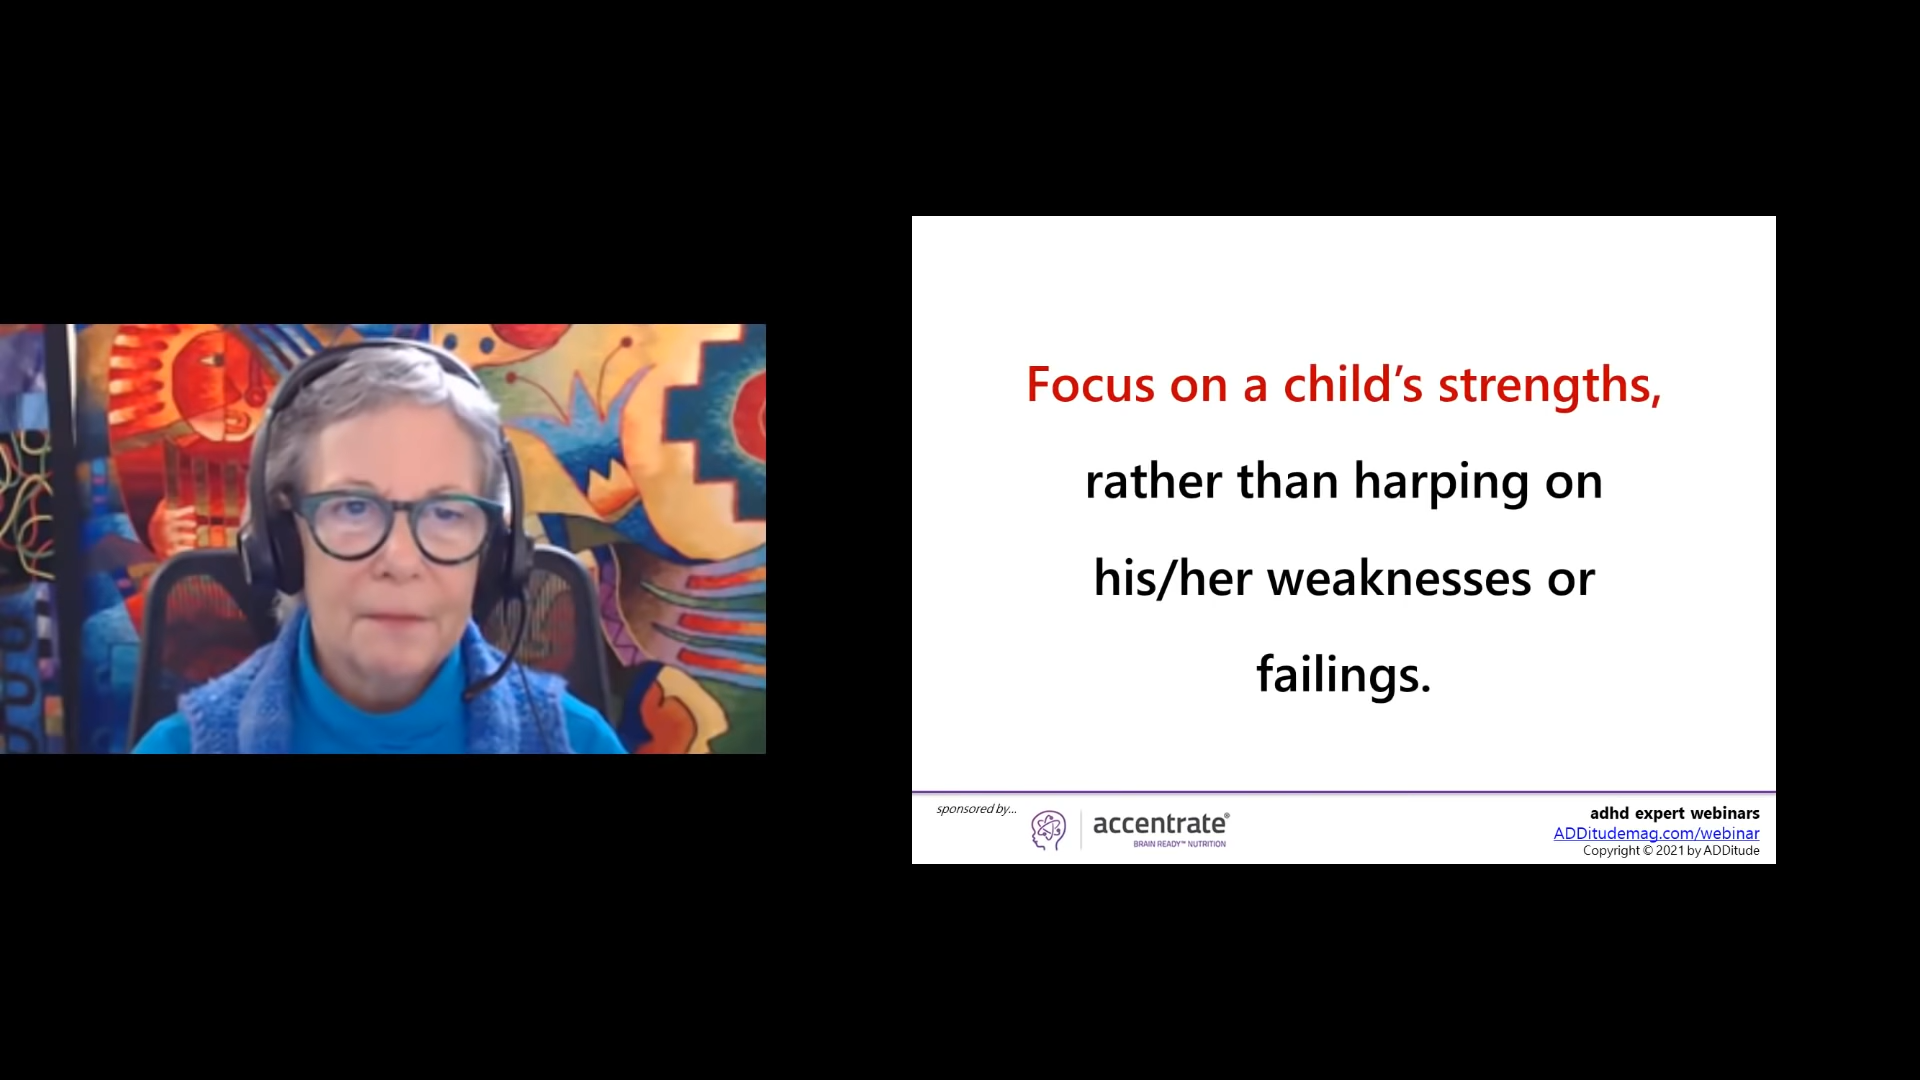 Focus on a child’s strengths,
rather than harping on
his/her weaknesses or
failings.
sponsored by...
accentrate®
BRAIN READY™ NUTRITION
adhd expert webinars
ADDitudemag.com/webinar
Copyright © 2021 by ADDitude